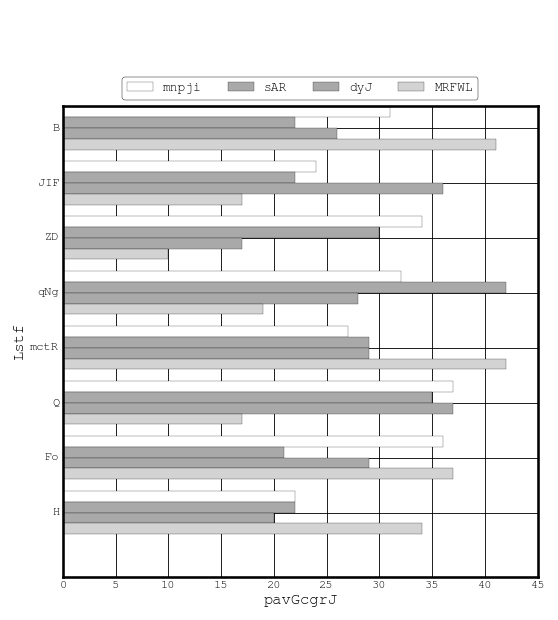 mnpji sAR dyJ MRFWL
B
JIF
ZD
qNg
mctR
Q
Fo
H
Lstf
0 5 10 15 20 25 30 35 40 45
pavGcgrJ